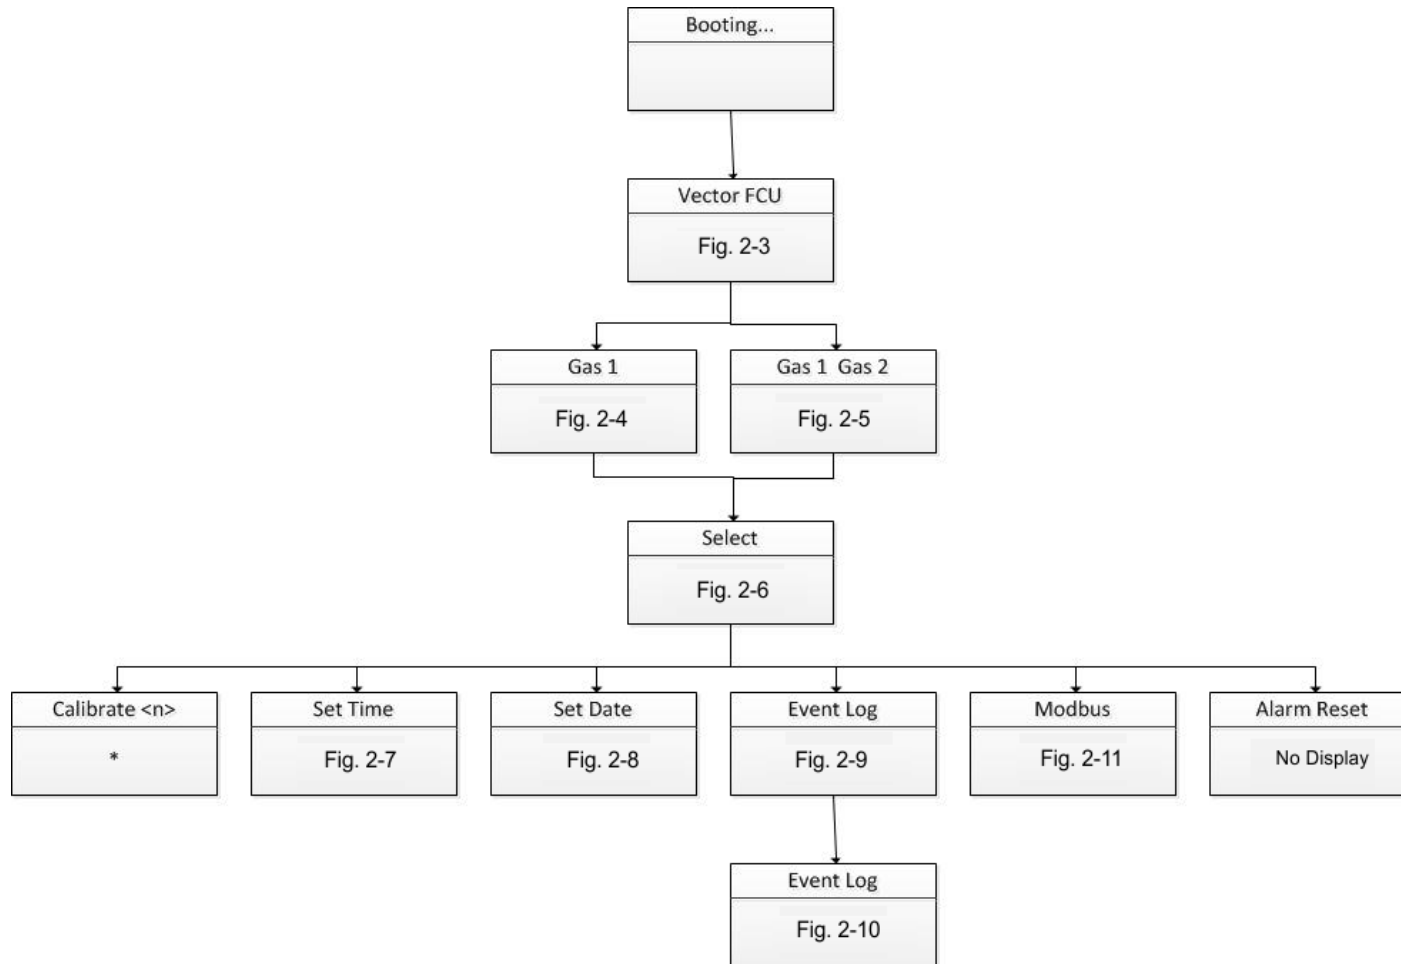 Booting...
Vector FCU
Fig. 2-3
Gas 1
Fig. 2-4
Gas 1 Gas 2
Fig. 2-5
Select
Fig. 2-6
Calibrate <n>
*
Set Time
Fig. 2-7
Set Date
Fig. 2-8
Event Log
Fig. 2-9
Modbus
Fig. 2-11
Alarm Reset
No Display
Event Log
Fig. 2-10